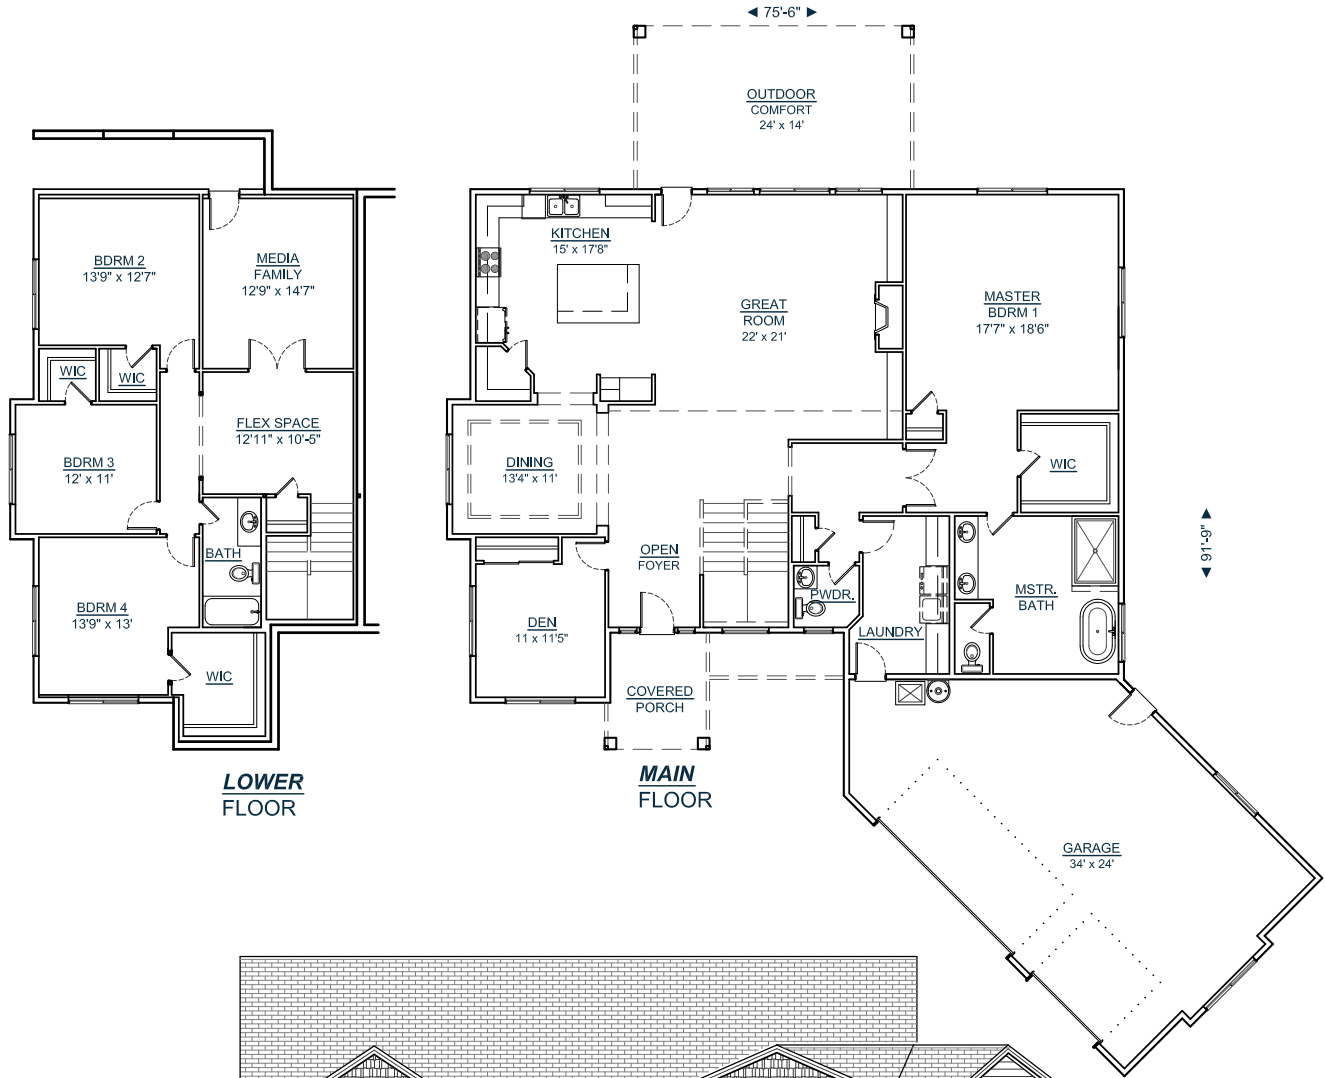 ◄ 75'-6" ►
OUTDOOR
COMFORT
24' x 14'
BDRM 2
13'9" x 12'7"
MEDIA
FAMILY
12'9" x 14'7"
WIC
WIC
FLEX SPACE
12'11" x 10'-5"
BDRM 3
12' x 11'
BATH
BDRM 4
13'9" x 13'
WIC
LOWER
FLOOR
KITCHEN
15' x 17'8"
GREAT
ROOM
22' x 21'
MASTER
BDRM 1
17'7" x 18'6"
DINING
13'4" x 11'
WIC
OPEN
FOYER
PWDR.
MSTR.
BATH
DEN
11 x 11'5"
LAUNDRY
COVERED
PORCH
MAIN
FLOOR
GARAGE
34' x 24'
◄ 91'-9" ►